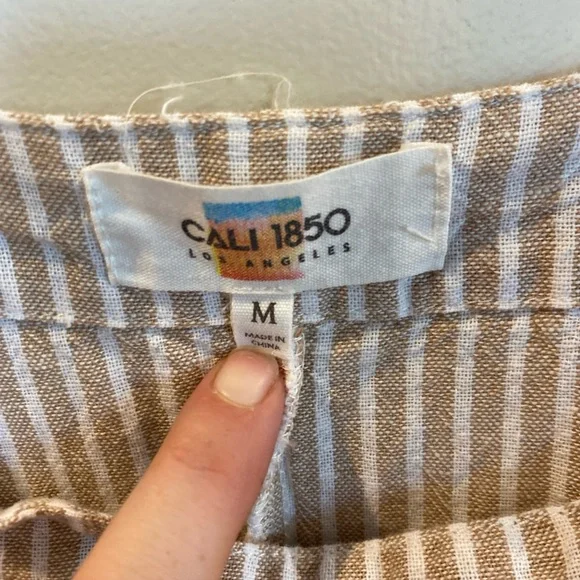 CALI 1850
LOS ANGELES
M
MADE IN
CHINA